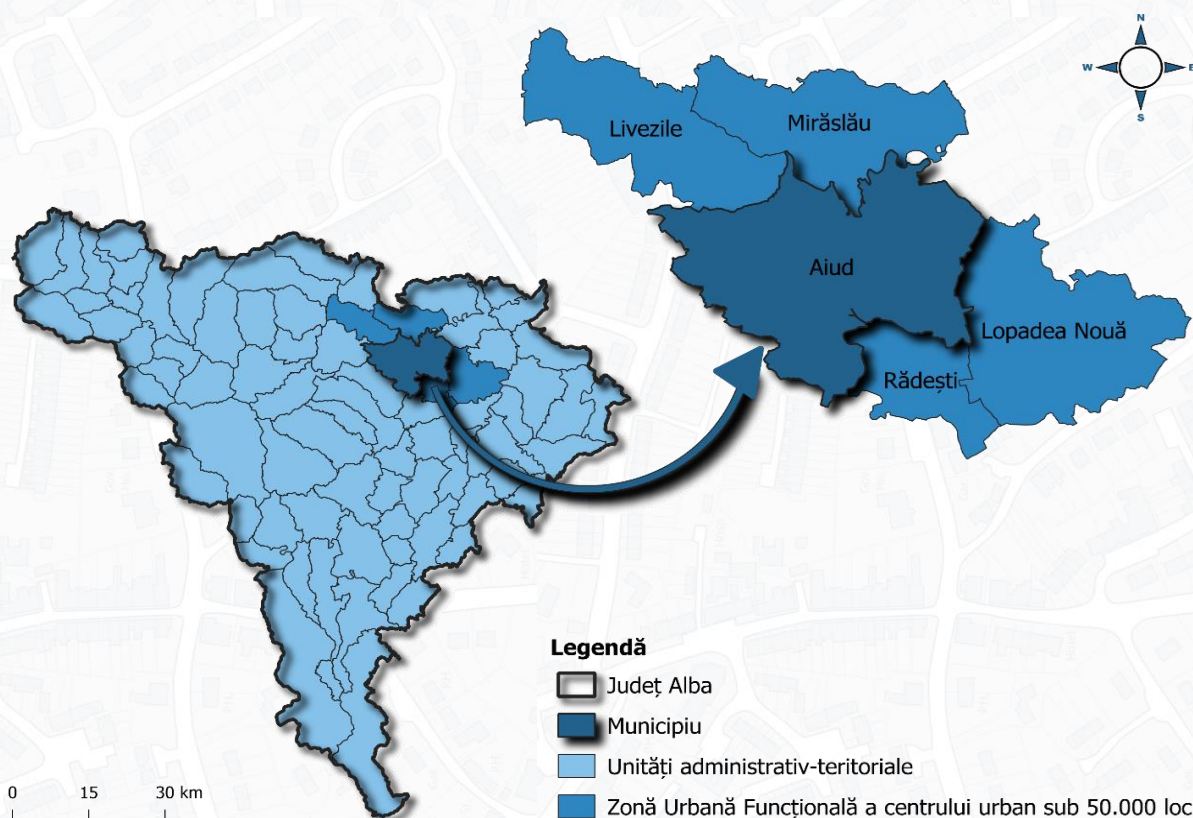 N
W
E
S
Livezile
Mirăslău
Aiud
Lopadea Nouă
Rădești
Legendă
Județ Alba
Municipiu
Unități administrativ-teritoriale
Zonă Urbană Funcțională a centrului urban sub 50.000 loc
0 15 30 km